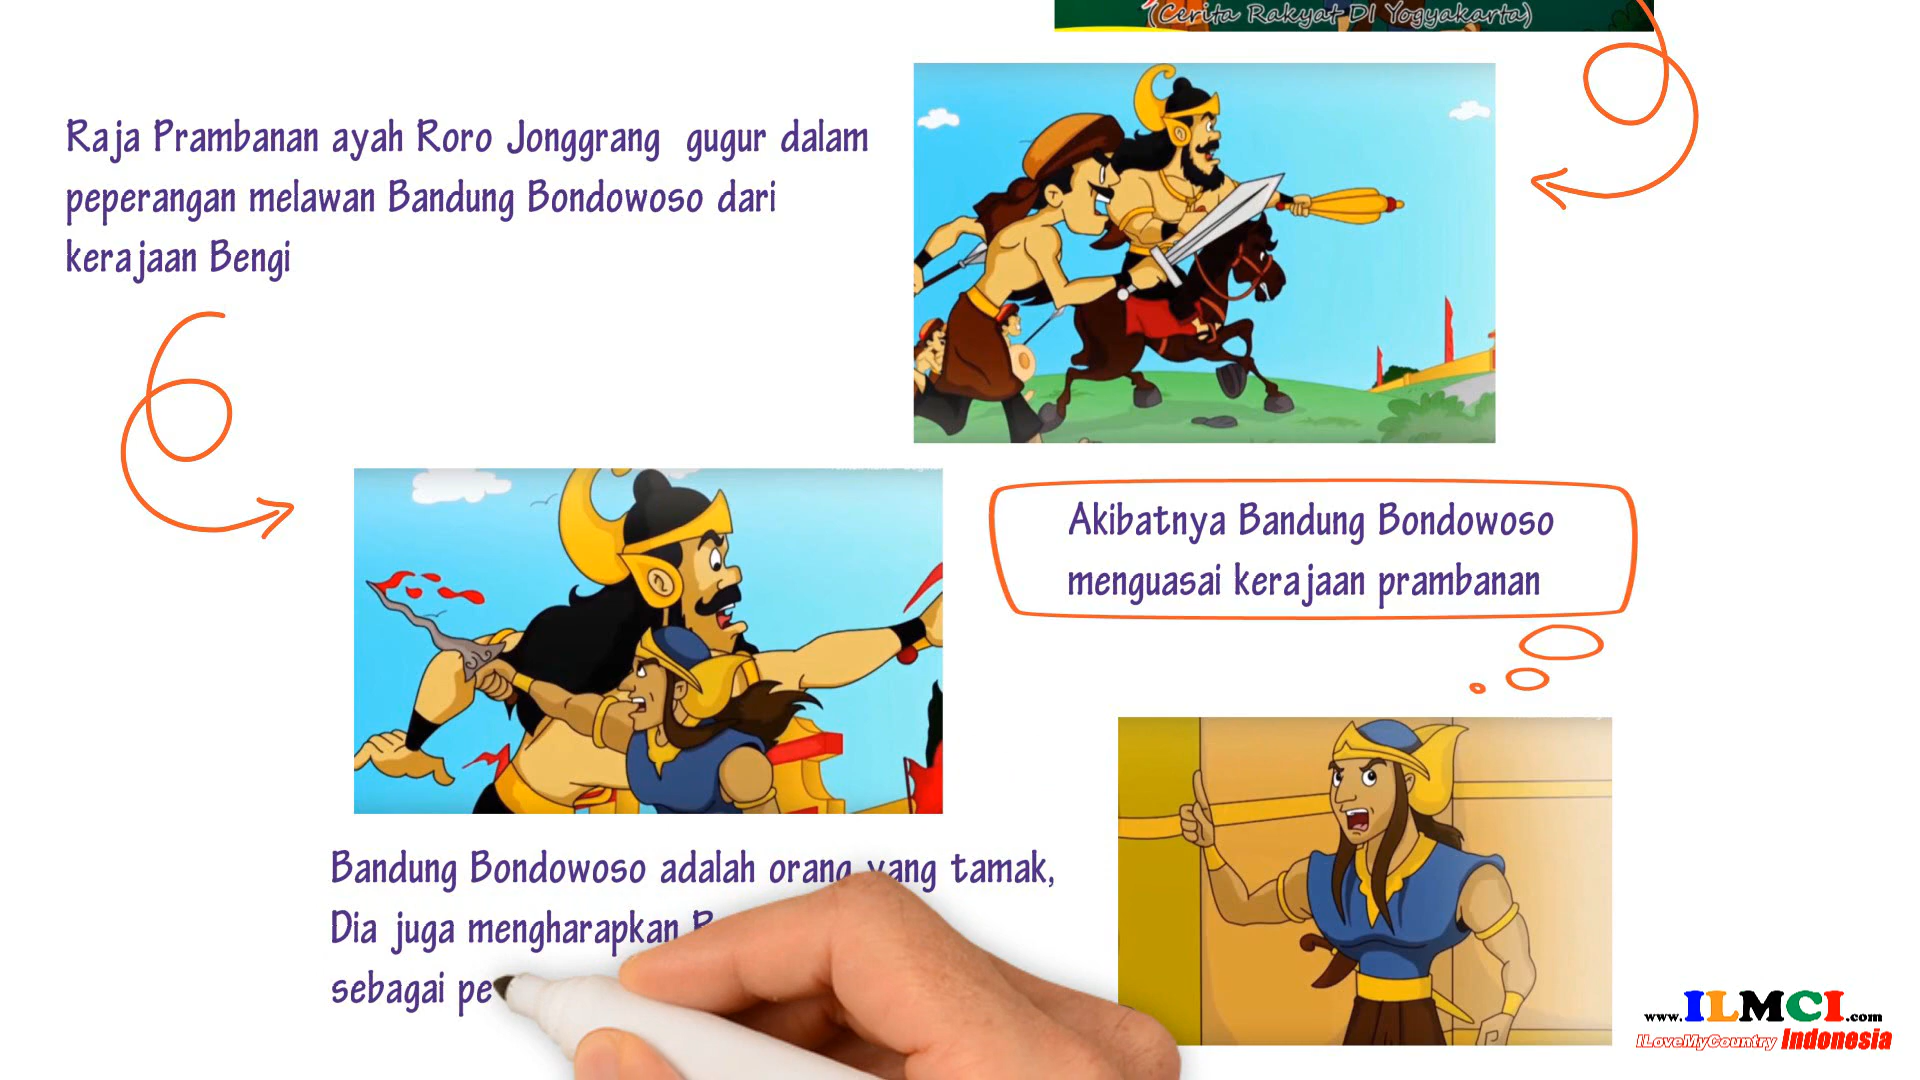 (Cerita Rakyat DI Yogyakarta)
Raja Prambanan ayah Roro Jonggrang gugur dalam
peperangan melawan Bandung Bondowoso dari
kerajaan Bengi
Akibatnya Bandung Bondowoso
menguasai kerajaan prambanan
Bandung Bondowoso adalah orang yang tamak,
Dia juga mengharapkan
sebagai pe
www.ILMCI.com
ILoveMyCountry Indonesia